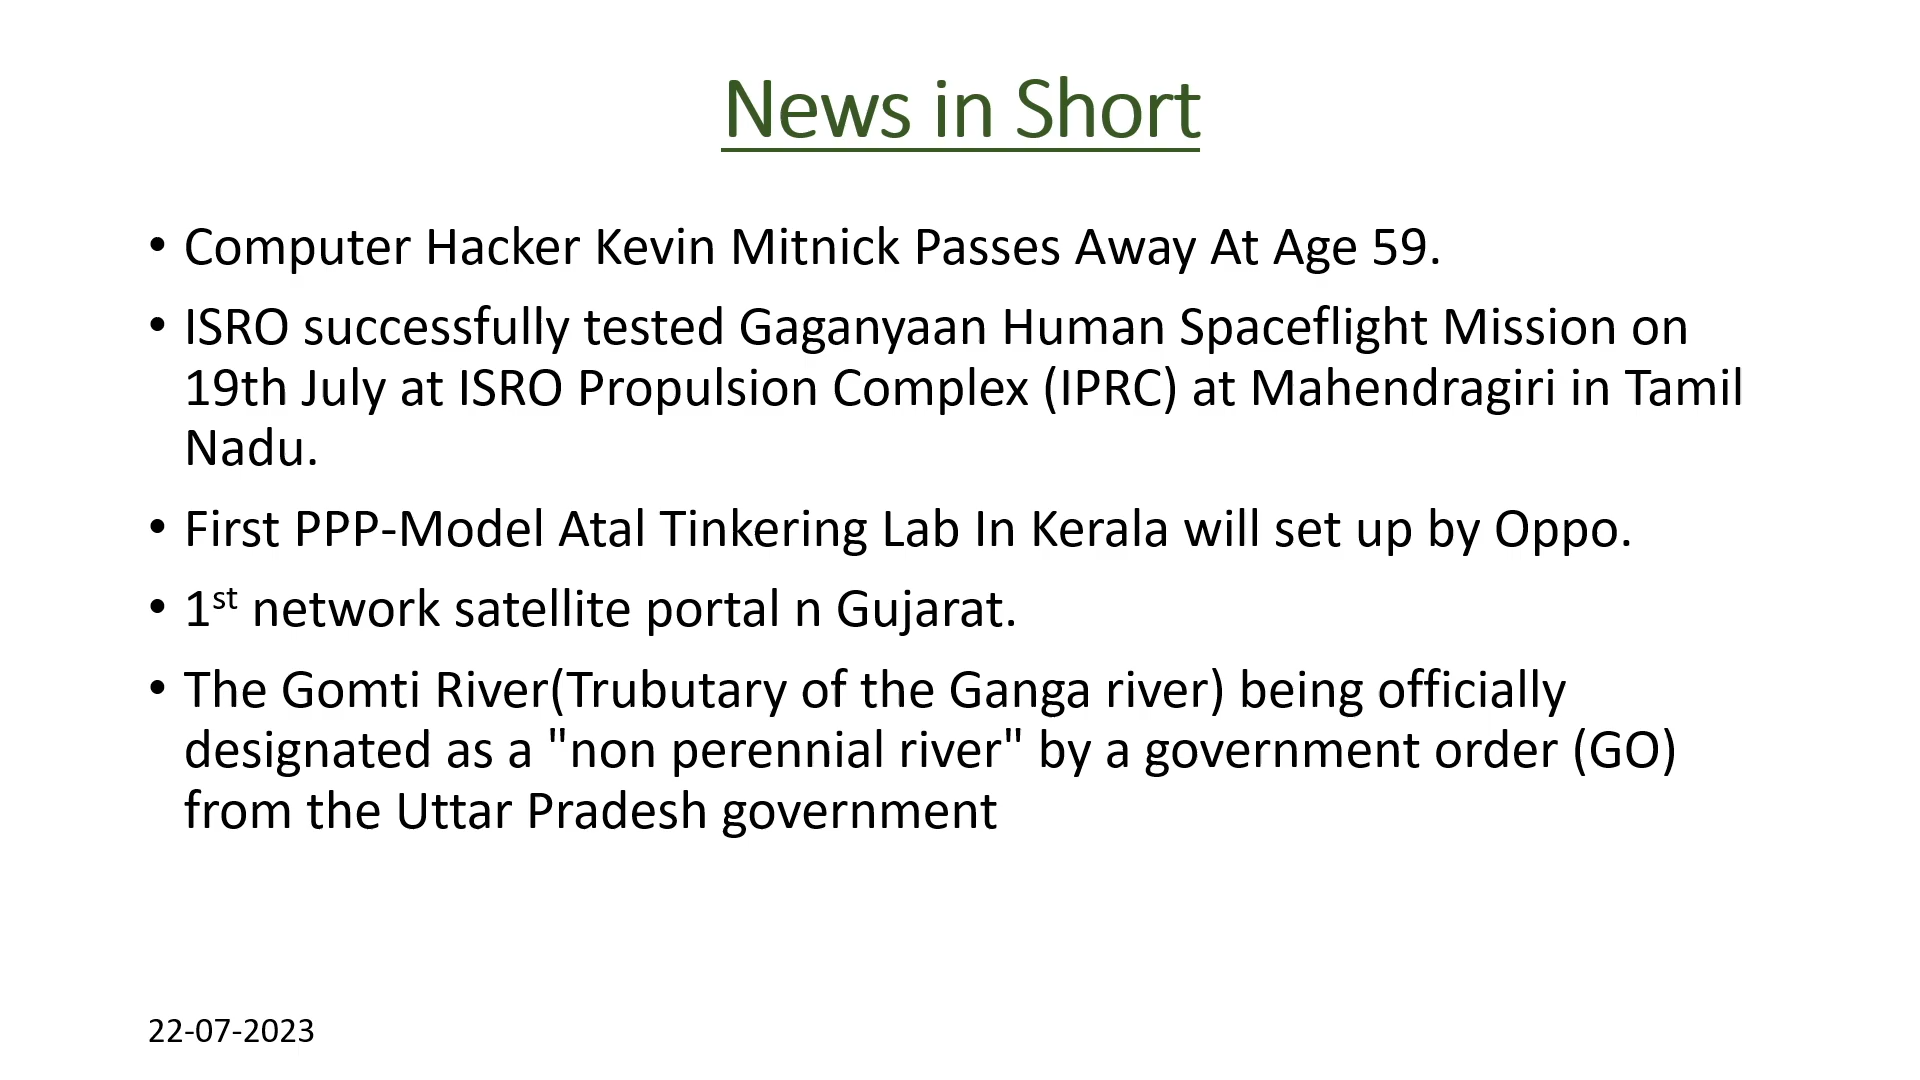 News in Short
• Computer Hacker Kevin Mitnick Passes Away At Age 59.
• ISRO successfully tested Gaganyaan Human Spaceflight Mission on
19th July at ISRO Propulsion Complex (IPRC) at Mahendragiri in Tamil
Nadu.
• First PPP-Model Atal Tinkering Lab In Kerala will set up by Oppo.
• 1st network satellite portal n Gujarat.
• The Gomti River(Trubutary of the Ganga river) being officially
designated as a "non perennial river" by a government order (GO)
from the Uttar Pradesh government
22-07-2023